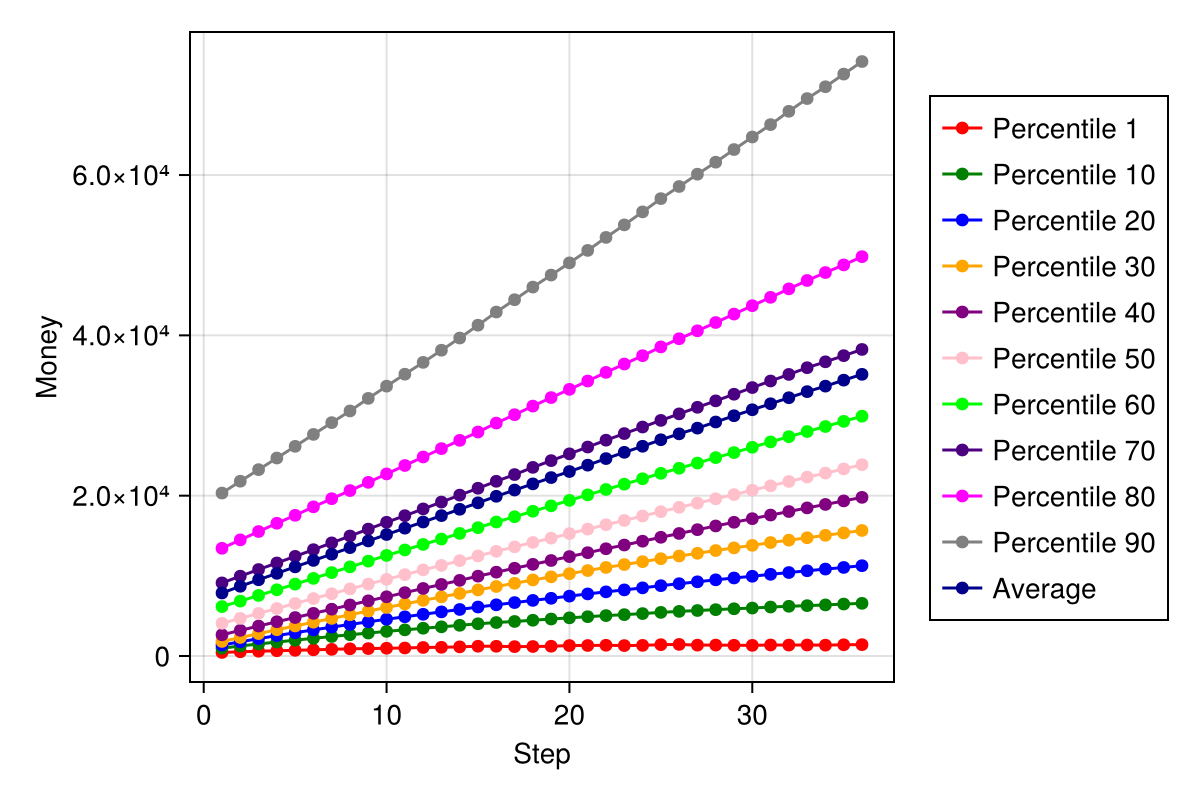 Money
6.0×10⁴
4.0×10⁴
2.0×10⁴
0
0 10 20 30
Step
Percentile 1
Percentile 10
Percentile 20
Percentile 30
Percentile 40
Percentile 50
Percentile 60
Percentile 70
Percentile 80
Percentile 90
Average